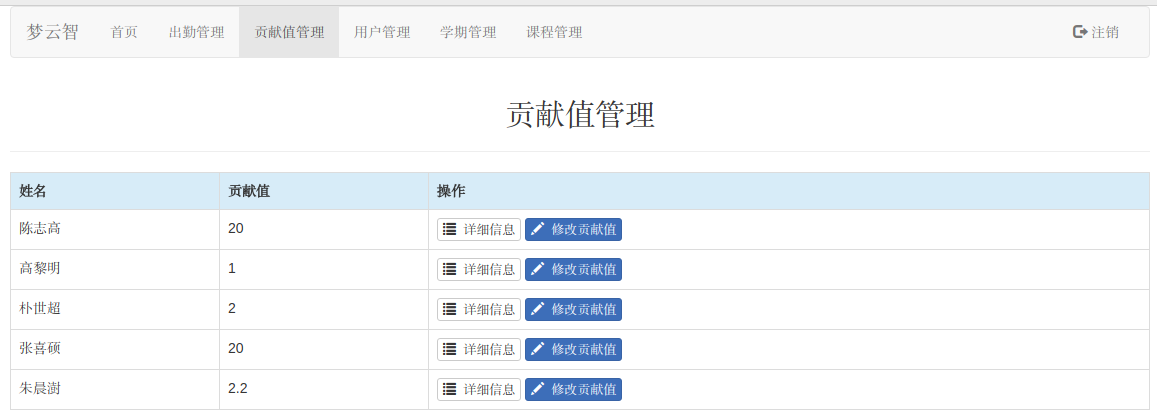 梦云智 首页 出勤管理 贡献值管理 用户管理 学期管理 课程管理 注销
贡献值管理
姓名 贡献值 操作
陈志高 20 详细信息 修改贡献值
高黎明 1 详细信息 修改贡献值
朴世超 2 详细信息 修改贡献值
张喜硕 20 详细信息 修改贡献值
朱晨澍 2.2 详细信息 修改贡献值